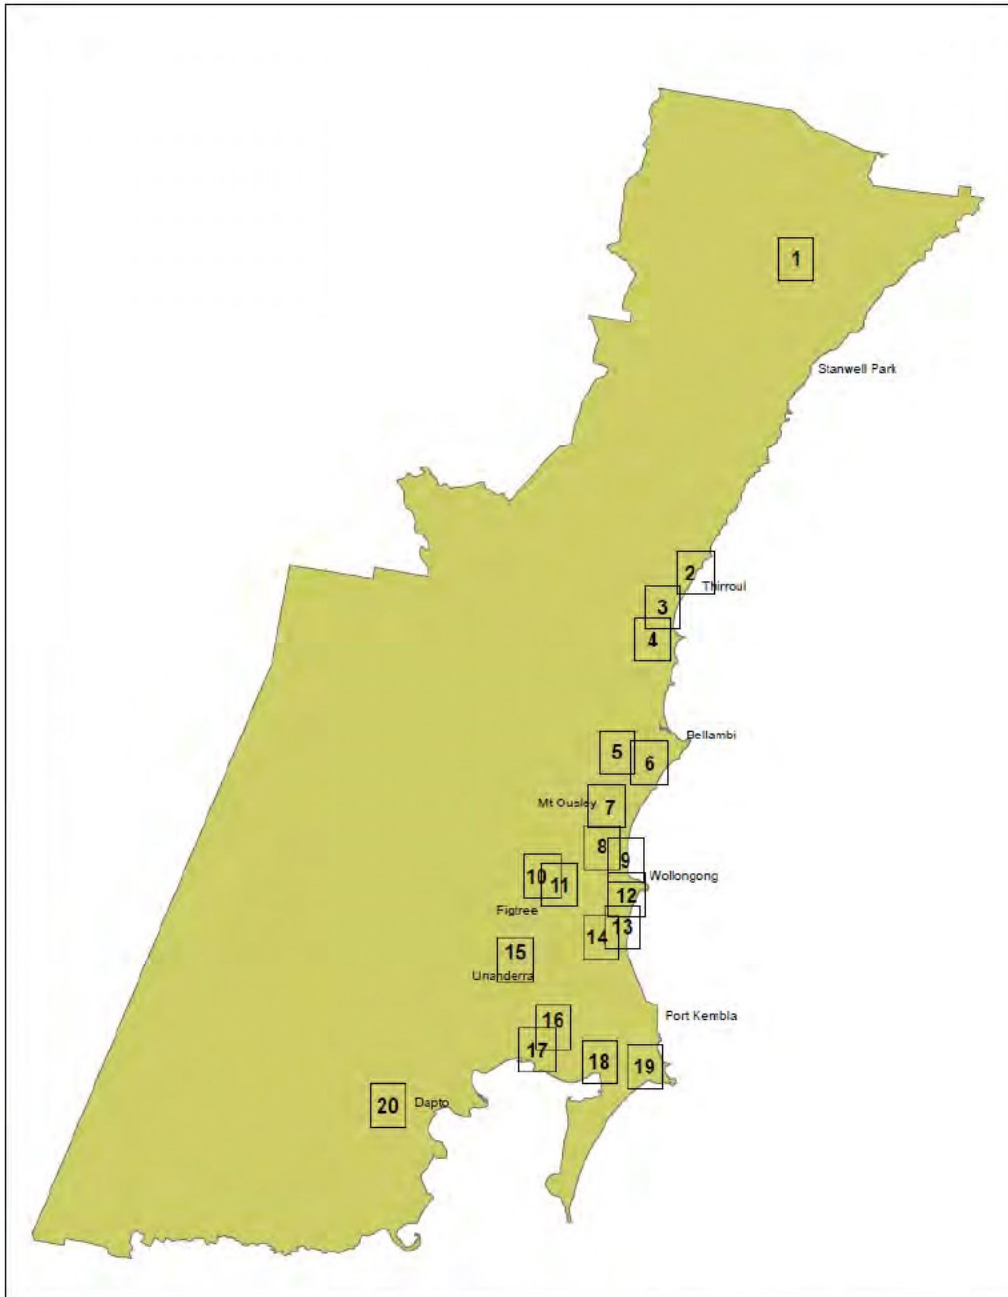 1
Stanwell Park
2
Thirroul
3
4
Bellambi
5
6
Mt Ousley
7
8
9
Wollongong
10
11
12
Figtree
13
14
15
Unanderra
Port Kembla
16
17
18
19
20
Dapto